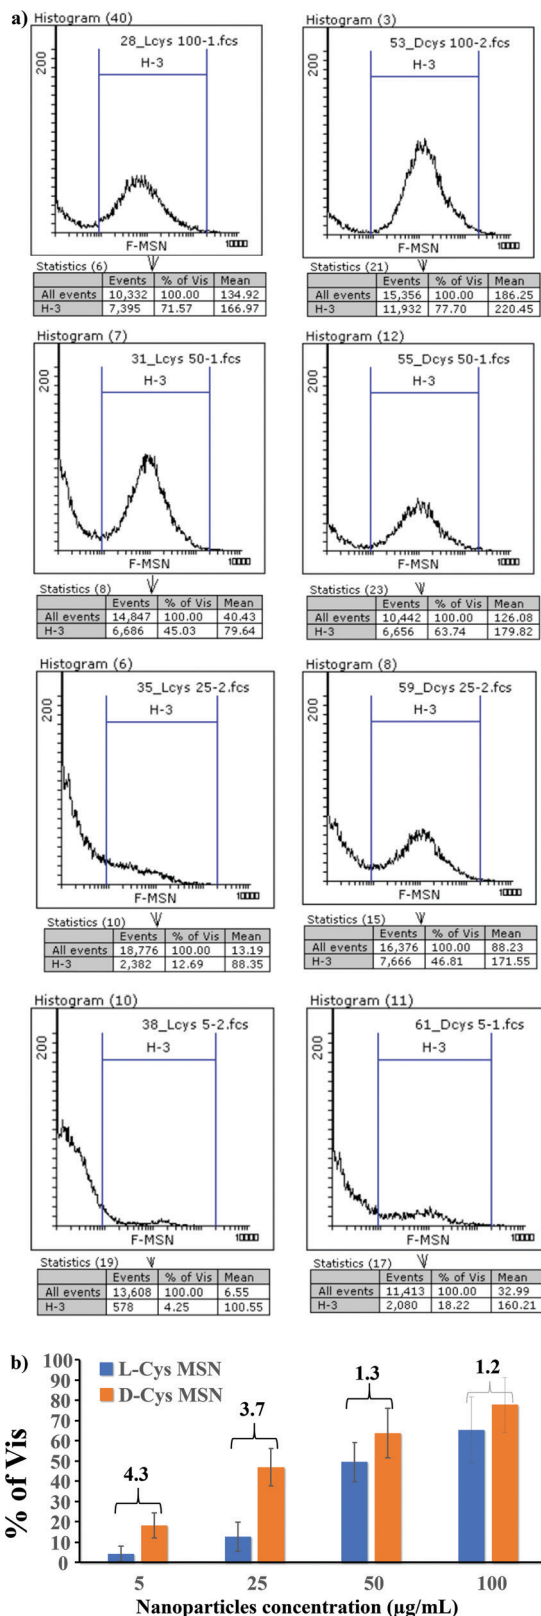 a)
Histogram (40)
28_Lcys 100-1.fcs
H-3
200
F-MSN
Statistics (6)
Events % of Vis Mean
All events 10,332 100.00 134.92
H-3 7,395 71.57 166.97
Histogram (3)
53_Dcys 100-2.fcs
H-3
200
F-MSN
Statistics (21)
Events % of Vis Mean
All events 15,356 100.00 186.25
H-3 11,932 77.70 220.45
Histogram (7)
31_Lcys 50-1.fcs
H-3
200
F-MSN
Statistics (8)
Events % of Vis Mean
All events 14,847 100.00 40.43
H-3 6,686 45.03 79.64
Histogram (12)
55_Dcys 50-1.fcs
H-3
200
F-MSN
Statistics (23)
Events % of Vis Mean
All events 10,442 100.00 126.08
H-3 6,656 63.74 179.82
Histogram (6)
35_Lcys 25-2.fcs
H-3
200
F-MSN
Statistics (10)
Events % of Vis Mean
All events 18,776 100.00 13.19
H-3 2,382 12.69 88.35
Histogram (8)
59_Dcys 25-2.fcs
H-3
200
F-MSN
Statistics (15)
Events % of Vis Mean
All events 16,376 100.00 88.23
H-3 7,666 46.81 171.55
Histogram (10)
38_Lcys 5-2.fcs
H-3
200
F-MSN
Statistics (19)
Events % of Vis Mean
All events 13,608 100.00 6.55
H-3 578 4.25 100.55
Histogram (11)
61_Dcys 5-1.fcs
H-3
200
F-MSN
Statistics (17)
Events % of Vis Mean
All events 11,413 100.00 32.99
H-3 2,080 18.22 160.21
b)
L-Cys MSN
D-Cys MSN
4.3
3.7
1.3
1.2
% of Vis
100
90
80
70
60
50
40
30
20
10
0
5 25 50 100
Nanoparticles concentration (µg/mL)